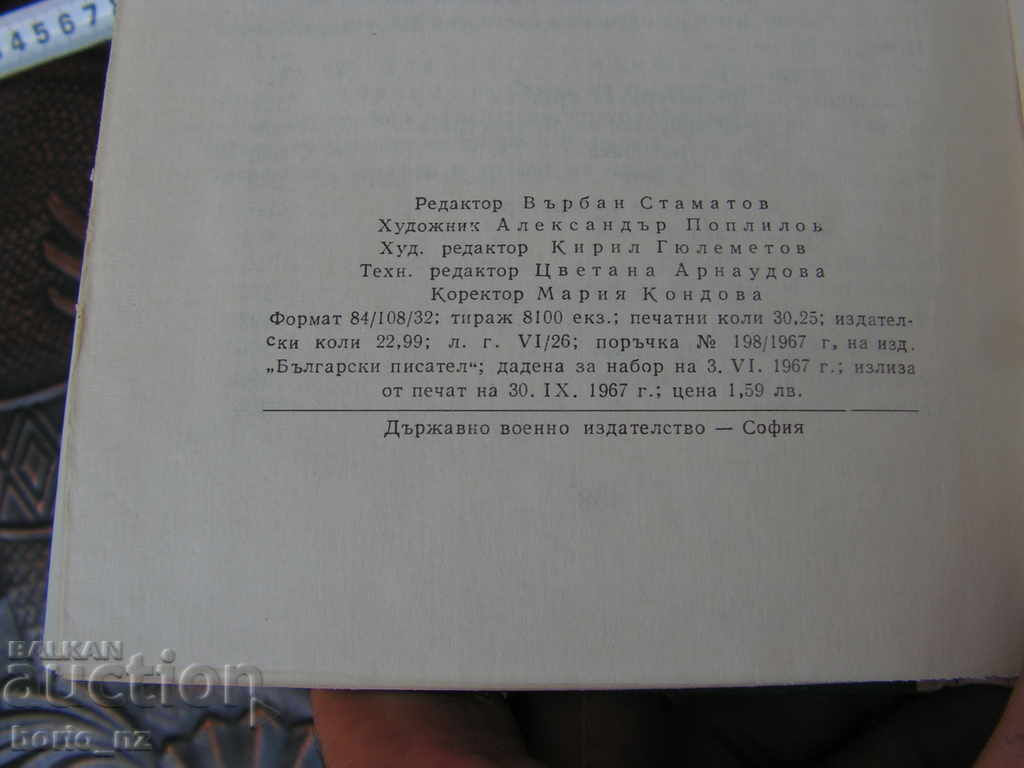 4567
Редактор Върбан Стаматов
Художник Александър Поплилов
Худ. редактор Кирил Гюлеметов
Техн. редактор Цветана Арнаудова
Коректор Мария Кондова
Формат 84/108/32; тираж 8100 екз.; печатни коли 30,25; издател-
ски коли 22,99; л. г. VI/26; поръчка № 198/1967 г, на изд.
„Български писател“; дадена за набор на 3. VI. 1967 г.; излиза
от печат на 30. IX. 1967 г.; цена 1,59 лв.
Държавно военно издателство — София
BALKAN
auction
borio_nz